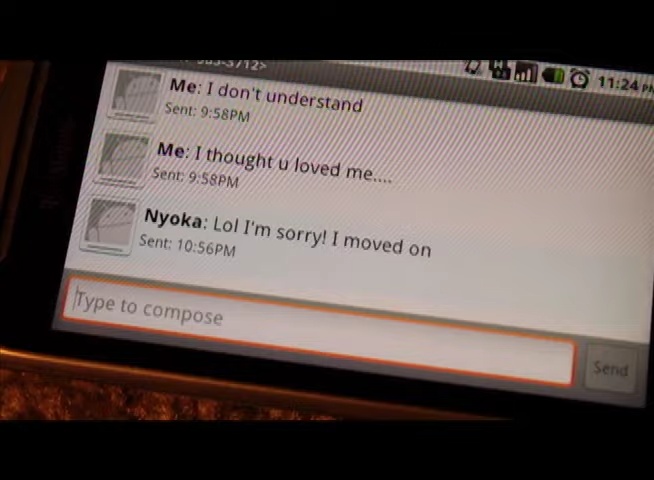 11:24 PM
Me: I don't understand
Sent: 9:58PM
Me: I thought u loved me....
Sent: 9:58PM
Nyoka: Lol I'm sorry! I moved on
Sent: 10:56PM
Type to compose
Send